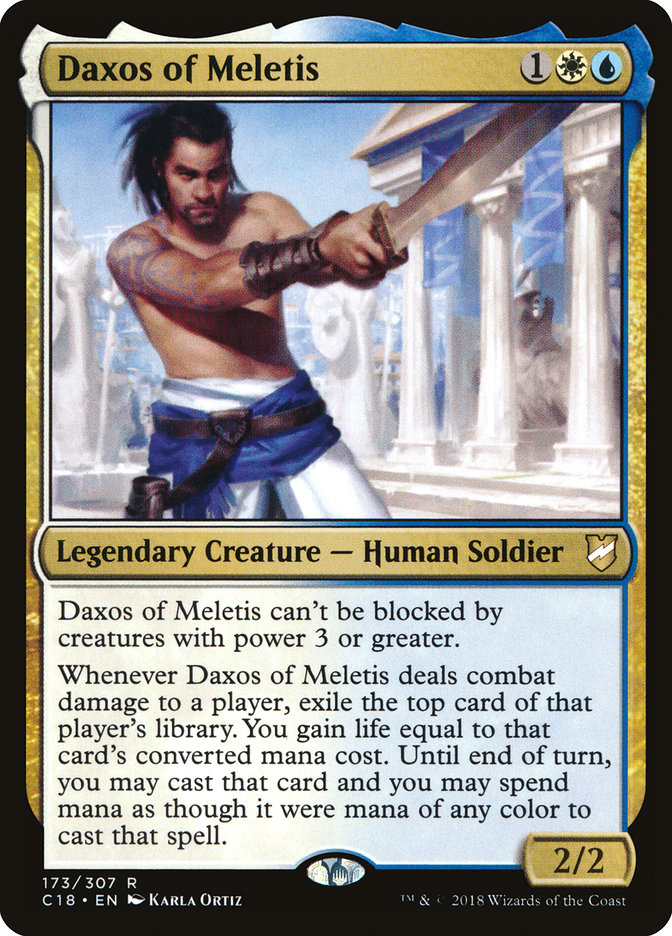 Daxos of Meletis 1
Legendary Creature — Human Soldier
Daxos of Meletis can't be blocked by
creatures with power 3 or greater.
Whenever Daxos of Meletis deals combat
damage to a player, exile the top card of that
player's library. You gain life equal to that
card's converted mana cost. Until end of turn,
you may cast that card and you may spend
mana as though it were mana of any color to
cast that spell.
2/2
173/307 R
C18 • EN KARLA ORTIZ
™ & © 2018 Wizards of the Coast